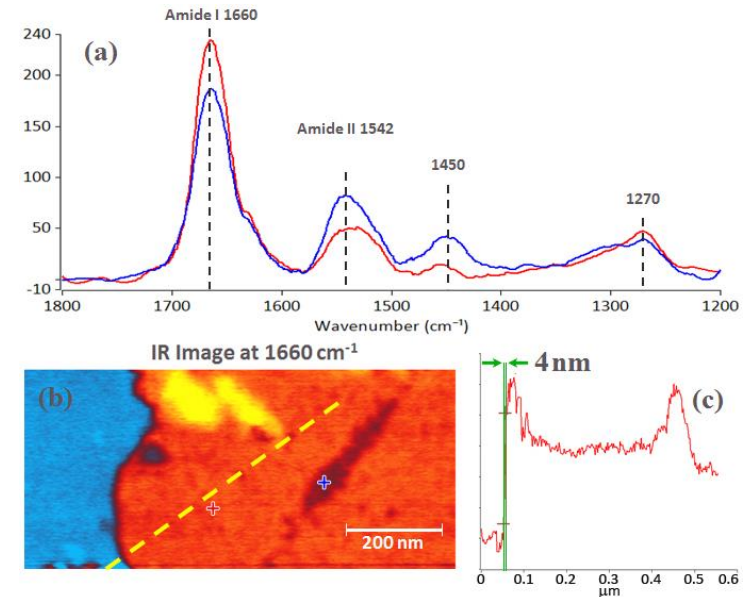 Amide I 1660
(a)
Amide II 1542
1450
1270
240
200
150
100
50
-10
1800
1700
1600
1500
1400
1300
1200
Wavenumber (cm⁻¹)
IR Image at 1660 cm⁻¹
(b)
200 nm
4nm
(c)
0
0.1
0.2
0.3
0.4
0.5
0.6
μm